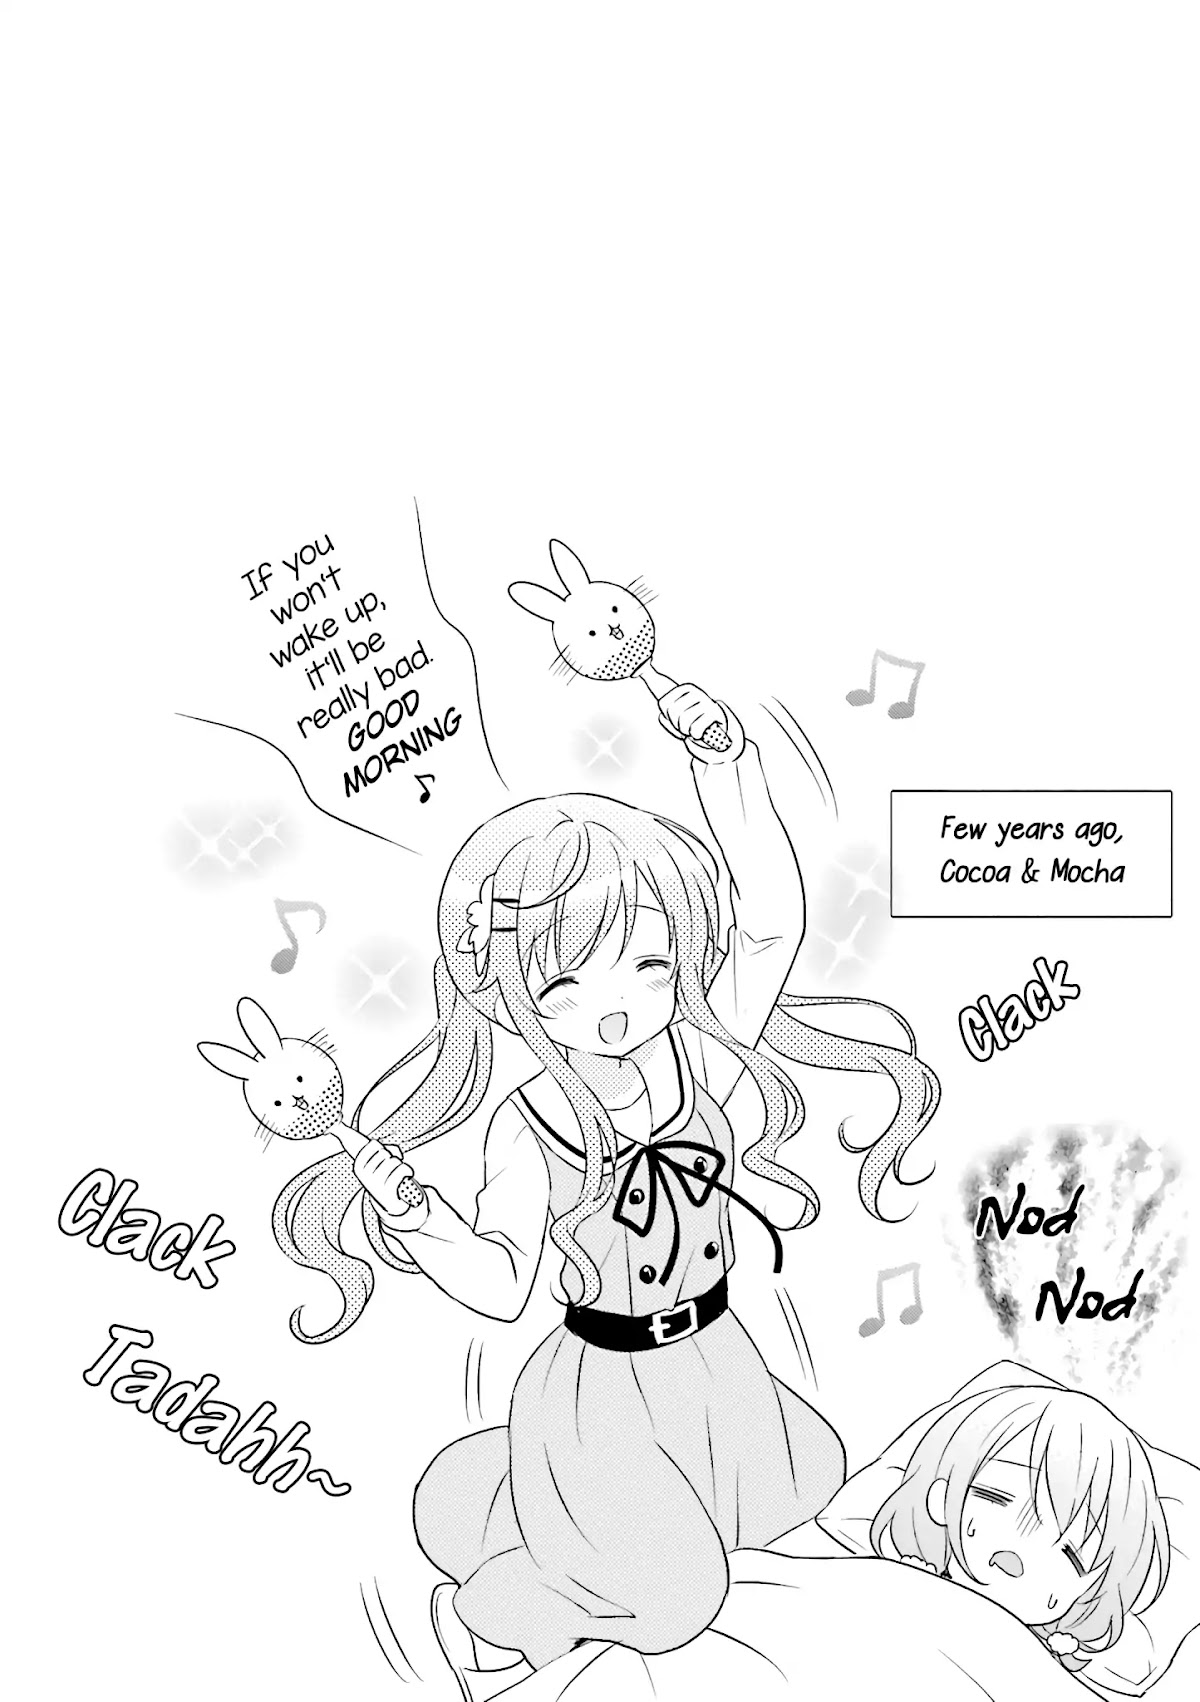 If you
won't
wake up,
it'll be
really bad.
GOOD
MORNING
♪
Few years ago,
Cocoa & Mocha
Clack
Clack
Tadahh~
Nod
Nod